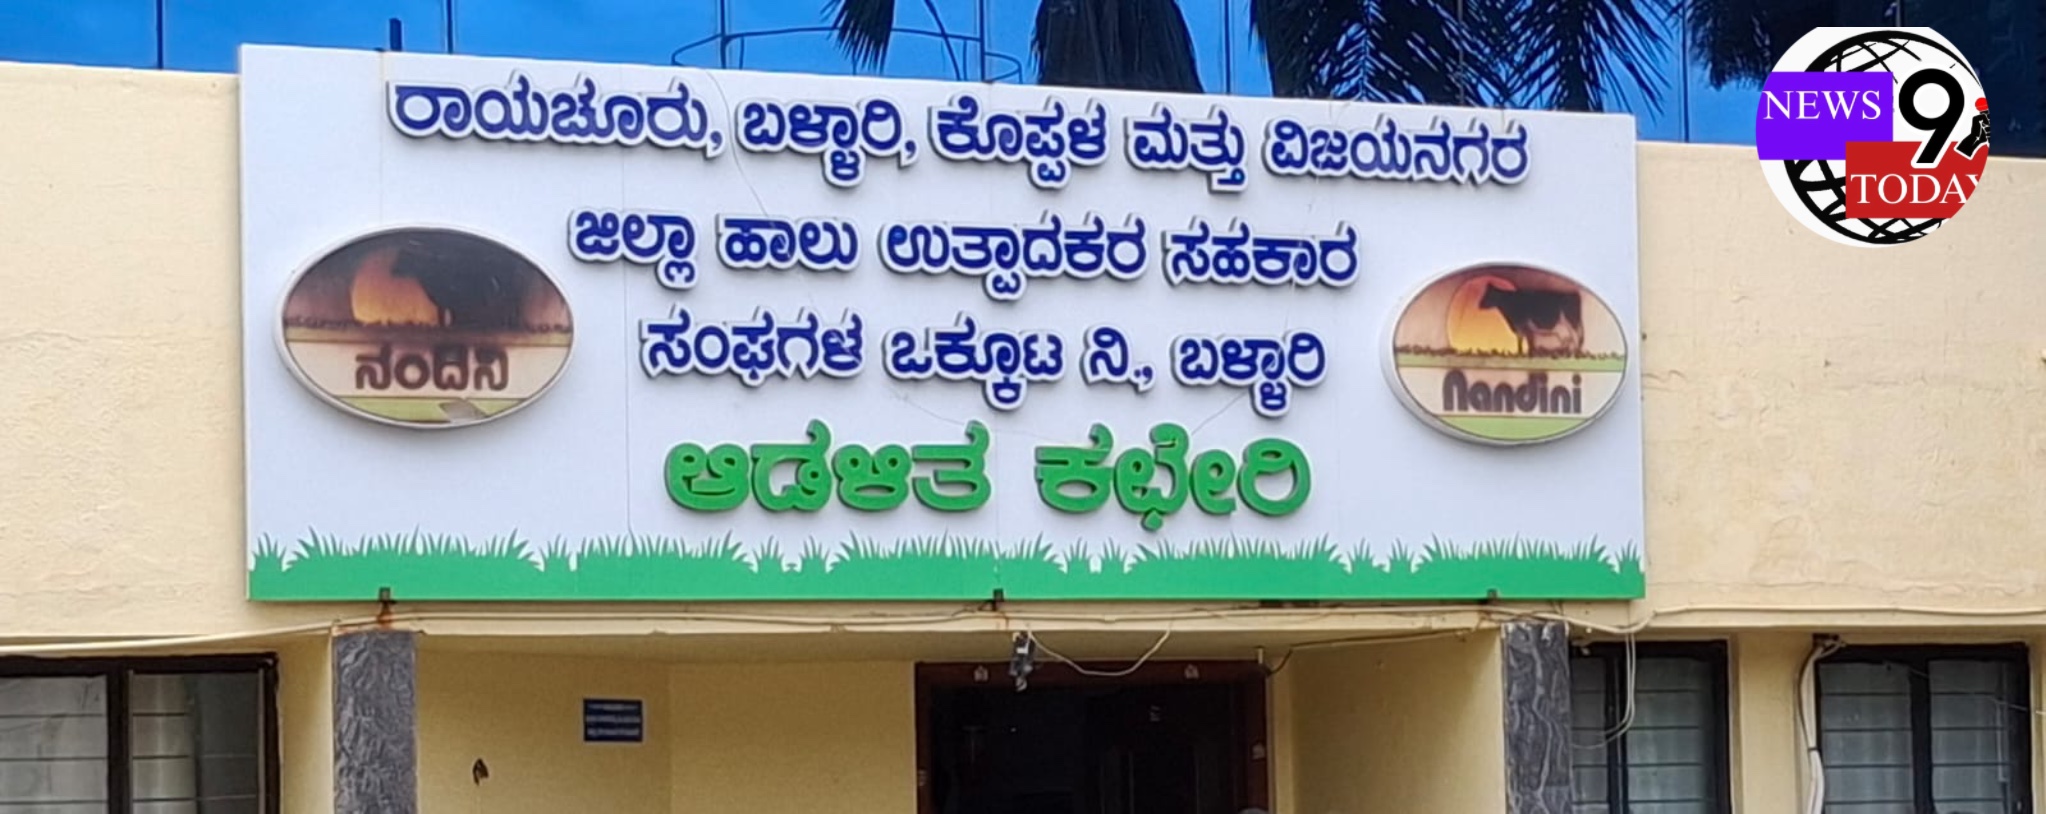 ರಾಯಚೂರು, ಬಳ್ಳಾರಿ, ಕೊಪ್ಪಳ ಮತ್ತು ವಿಜಯನಗರ
ಜಿಲ್ಲಾ ಹಾಲು ಉತ್ಪಾದಕರ ಸಹಕಾರ
ಸಂಘಗಳ ಒಕ್ಕೂಟ ನಿ., ಬಳ್ಳಾರಿ
ಆಡಳಿತ ಕಛೇರಿ
ನಂದಿನಿ
Nandini
NEWS 9
TODAY